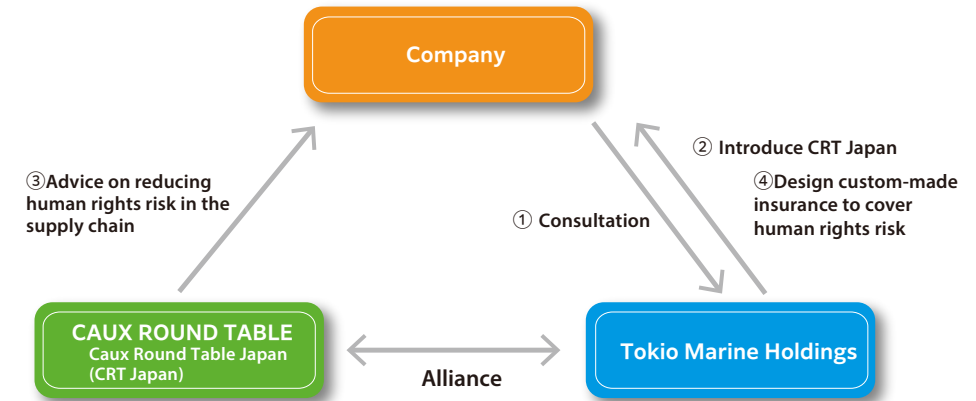 Company
② Introduce CRT Japan
③Advice on reducing
human rights risk in the
supply chain
④Design custom-made
insurance to cover
human rights risk
① Consultation
CAUX ROUND TABLE
Caux Round Table Japan
(CRT Japan)
Tokio Marine Holdings
Alliance